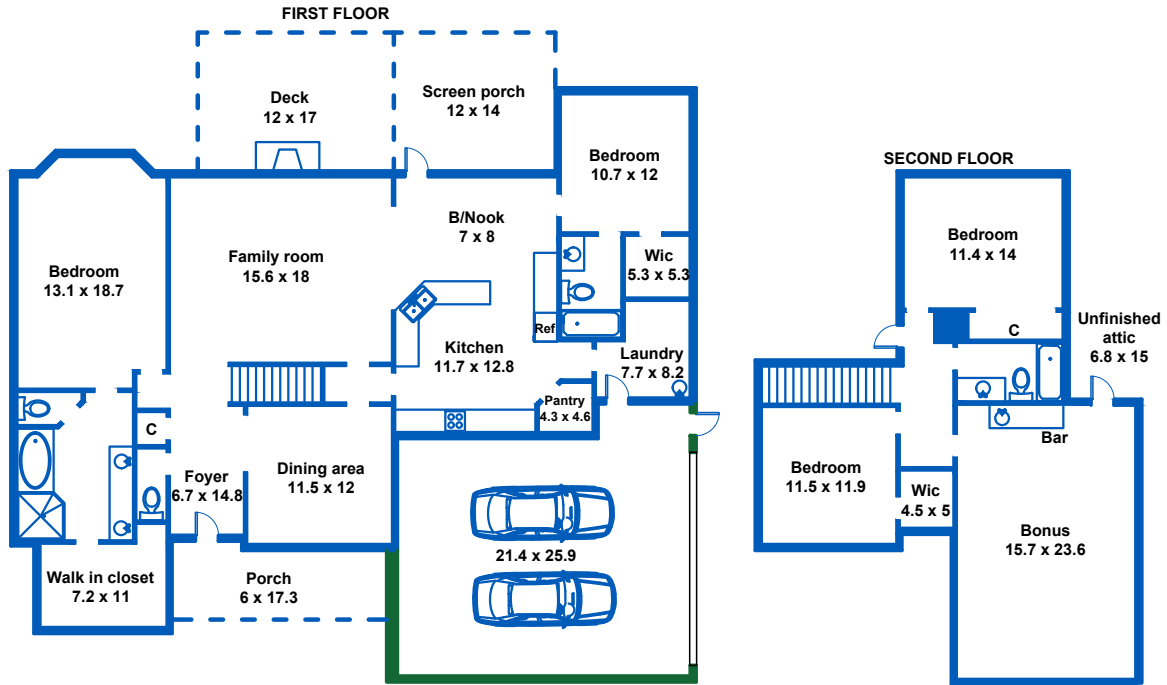 FIRST FLOOR
Deck
12 x 17
Screen porch
12 x 14
Bedroom
10.7 x 12
B/Nook
7 x 8
Family room
15.6 x 18
Bedroom
13.1 x 18.7
Wic
5.3 x 5.3
Ref
Kitchen
11.7 x 12.8
Laundry
7.7 x 8.2
Pantry
4.3 x 4.6
C
Foyer
6.7 x 14.8
Dining area
11.5 x 12
21.4 x 25.9
Walk in closet
7.2 x 11
Porch
6 x 17.3
SECOND FLOOR
Bedroom
11.4 x 14
C
Unfinished
attic
6.8 x 15
Bar
Bedroom
11.5 x 11.9
Wic
4.5 x 5
Bonus
15.7 x 23.6